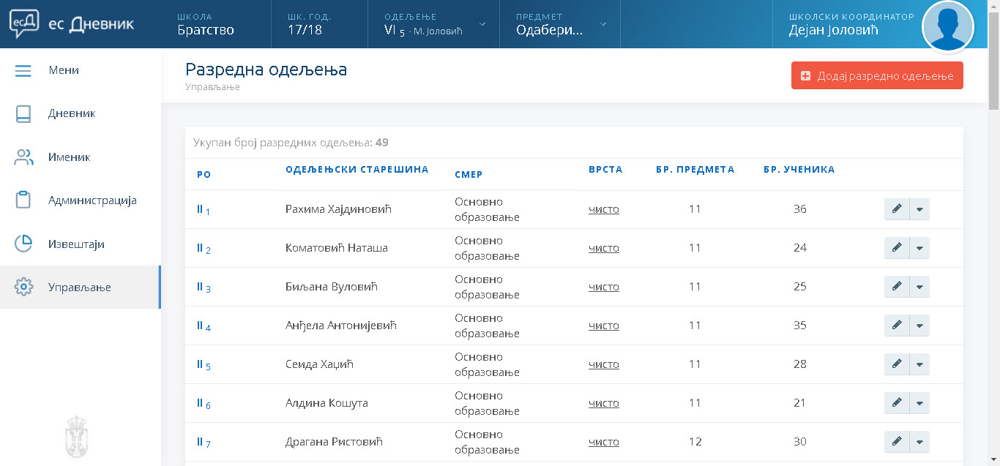 есД ес Дневник
ШКОЛА
Братство
ШК. ГОД.
17/18
ОДЕЉЕЊЕ
VI 5 - М. Јоловић
ПРЕДМЕТ
Одабери...
ШКОЛСКИ КООРДИНАТОР
Дејан Јоловић
Мени
Дневник
Именик
Администрација
Извештаји
Управљање
Разредна одељења
Управљање
Додај разредно одељење
Укупан број разредних одељења: 49
РО ОДЕЉЕЊСКИ СТАРЕШИНА СМЕР ВРСТА БР. ПРЕДМЕТА БР. УЧЕНИКА
II 1 Рахима Хајдиновић Основно образовање чисто 11 36
II 2 Коматовић Наташа Основно образовање чисто 11 24
II 3 Биљана Вуловић Основно образовање чисто 11 25
II 4 Анђела Антонијевић Основно образовање чисто 11 35
II 5 Сеида Хаџић Основно образовање чисто 11 28
II 6 Алдина Кошута Основно образовање чисто 11 21
II 7 Драгана Ристовић Основно образовање чисто 12 30